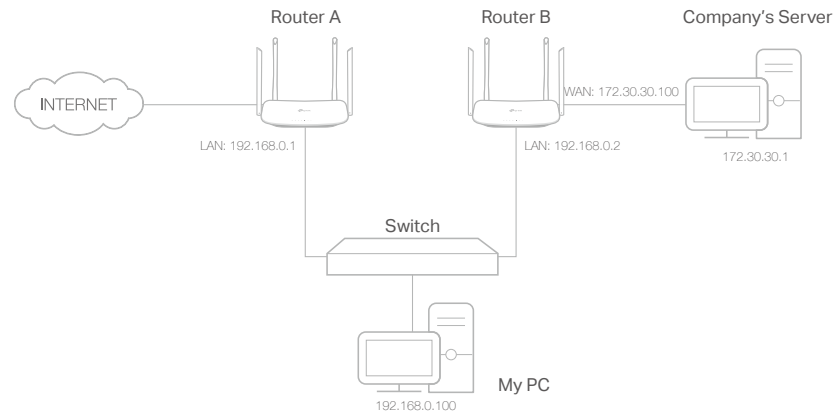 Router A
Router B
Company's Server
INTERNET
WAN: 172.30.30.100
LAN: 192.168.0.1
LAN: 192.168.0.2
172.30.30.1
Switch
My PC
192.168.0.100